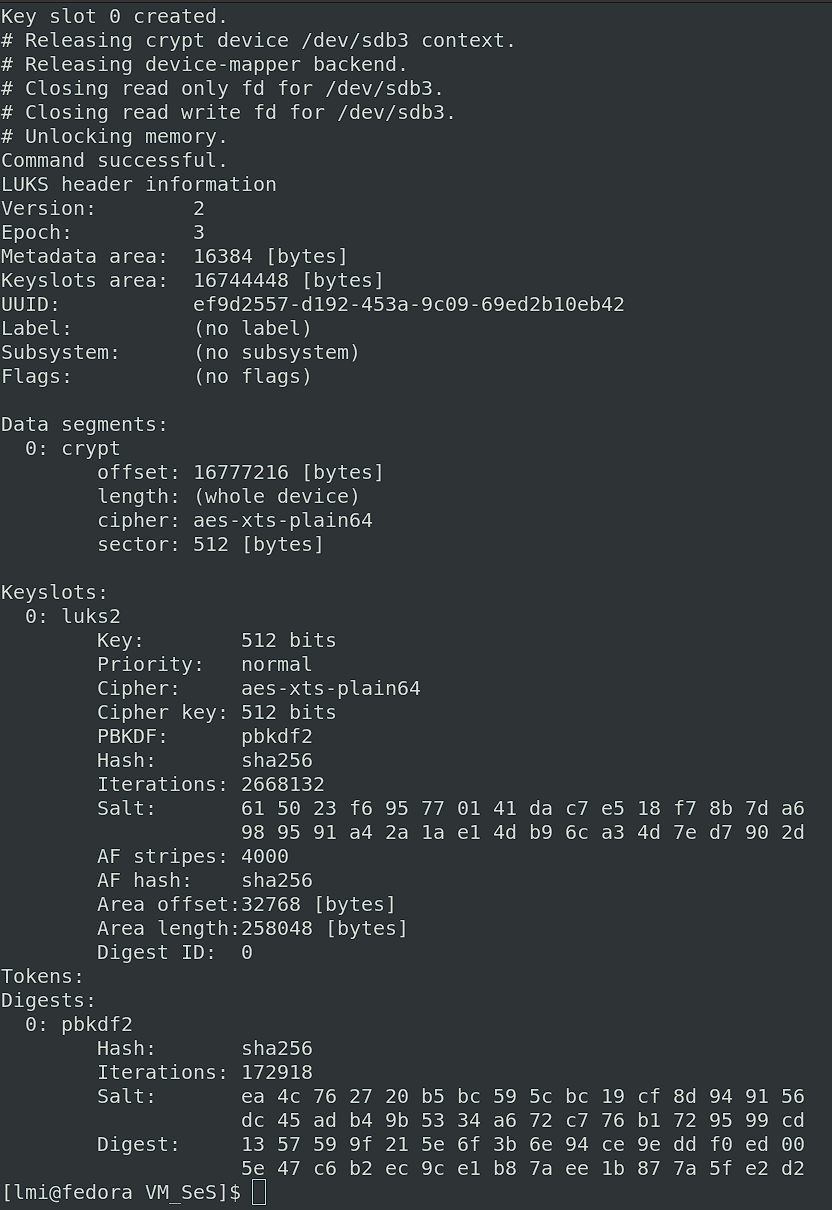 Key slot 0 created.
# Releasing crypt device /dev/sdb3 context.
# Releasing device-mapper backend.
# Closing read only fd for /dev/sdb3.
# Closing read write fd for /dev/sdb3.
# Unlocking memory.
Command successful.
LUKS header information
Version:        2
Epoch:          3
Metadata area:  16384 [bytes]
Keyslots area:  16744448 [bytes]
UUID:           ef9d2557-d192-453a-9c09-69ed2b10eb42
Label:          (no label)
Subsystem:      (no subsystem)
Flags:          (no flags)

Data segments:
  0: crypt
        offset: 16777216 [bytes]
        length: (whole device)
        cipher: aes-xts-plain64
        sector: 512 [bytes]

Keyslots:
  0: luks2
        Key:        512 bits
        Priority:   normal
        Cipher:     aes-xts-plain64
        Cipher key: 512 bits
        PBKDF:      pbkdf2
        Hash:       sha256
        Iterations: 2668132
        Salt:       61 50 23 f6 95 77 01 41 da c7 e5 18 f7 8b 7d a6
                    98 95 91 a4 2a 1a e1 4d b9 6c a3 4d 7e d7 90 2d
        AF stripes: 4000
        AF hash:    sha256
        Area offset:32768 [bytes]
        Area length:258048 [bytes]
        Digest ID:  0
Tokens:
Digests:
  0: pbkdf2
        Hash:       sha256
        Iterations: 172918
        Salt:       ea 4c 76 27 20 b5 bc 59 5c bc 19 cf 8d 94 91 56
                    dc 45 ad b4 9b 53 34 a6 72 c7 76 b1 72 95 99 cd
        Digest:     13 57 59 9f 21 5e 6f 3b 6e 94 ce 9e dd f0 ed 00
                    5e 47 c6 b2 ec 9c e1 b8 7a ee 1b 87 7a 5f e2 d2
[lmi@fedora VM_SeS]$